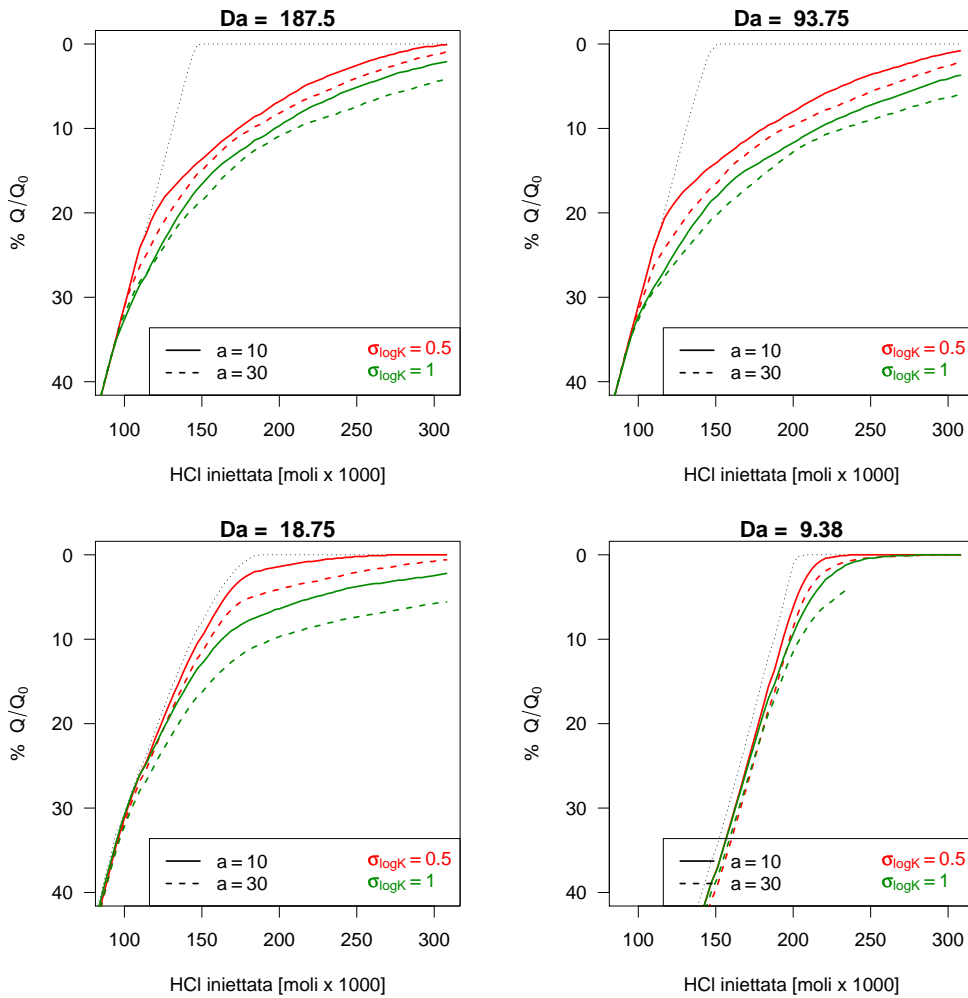 Da = 187.5
% Q/Q0
0
10
20
30
40
a = 10
σlogK = 0.5
a = 30
σlogK = 1
100 150 200 250 300
HCl iniettata [moli x 1000]
Da = 93.75
% Q/Q0
0
10
20
30
40
a = 10
σlogK = 0.5
a = 30
σlogK = 1
100 150 200 250 300
HCl iniettata [moli x 1000]
Da = 18.75
% Q/Q0
0
10
20
30
40
a = 10
σlogK = 0.5
a = 30
σlogK = 1
100 150 200 250 300
HCl iniettata [moli x 1000]
Da = 9.38
% Q/Q0
0
10
20
30
40
a = 10
σlogK = 0.5
a = 30
σlogK = 1
100 150 200 250 300
HCl iniettata [moli x 1000]